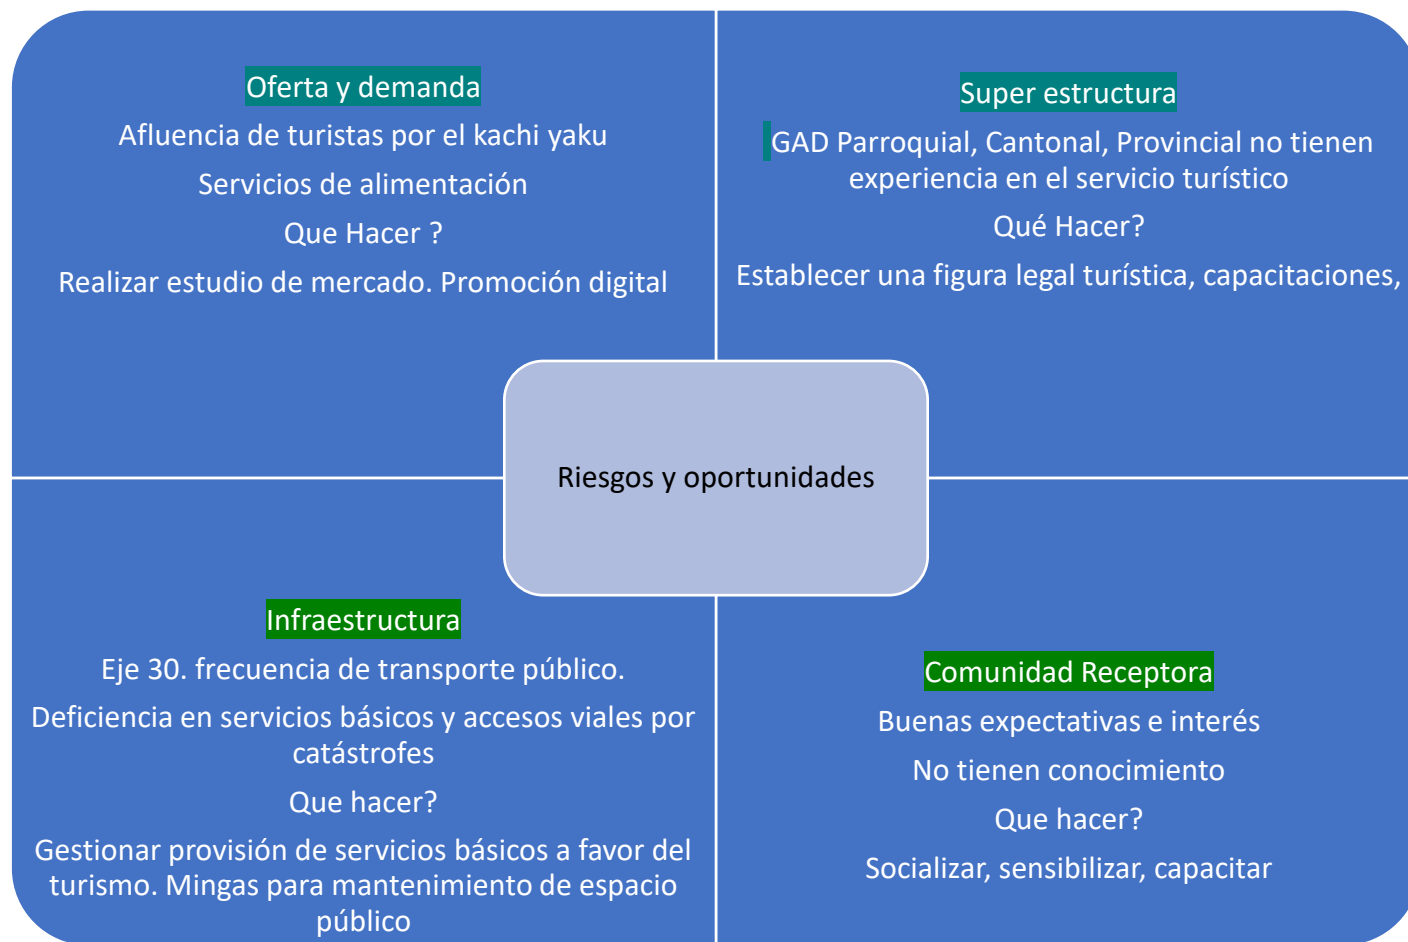 Oferta y demanda
Afluencia de turistas por el kachi yaku
Servicios de alimentación
Que Hacer ?
Realizar estudio de mercado. Promoción digital
Super estructura
GAD Parroquial, Cantonal, Provincial no tienen
experiencia en el servicio turístico
Qué Hacer?
Establecer una figura legal turística, capacitaciones,
Riesgos y oportunidades
Infraestructura
Eje 30. frecuencia de transporte público.
Deficiencia en servicios básicos y accesos viales por
catástrofes
Que hacer?
Gestionar provisión de servicios básicos a favor del
turismo. Mingas para mantenimiento de espacio
público
Comunidad Receptora
Buenas expectativas e interés
No tienen conocimiento
Que hacer?
Socializar, sensibilizar, capacitar